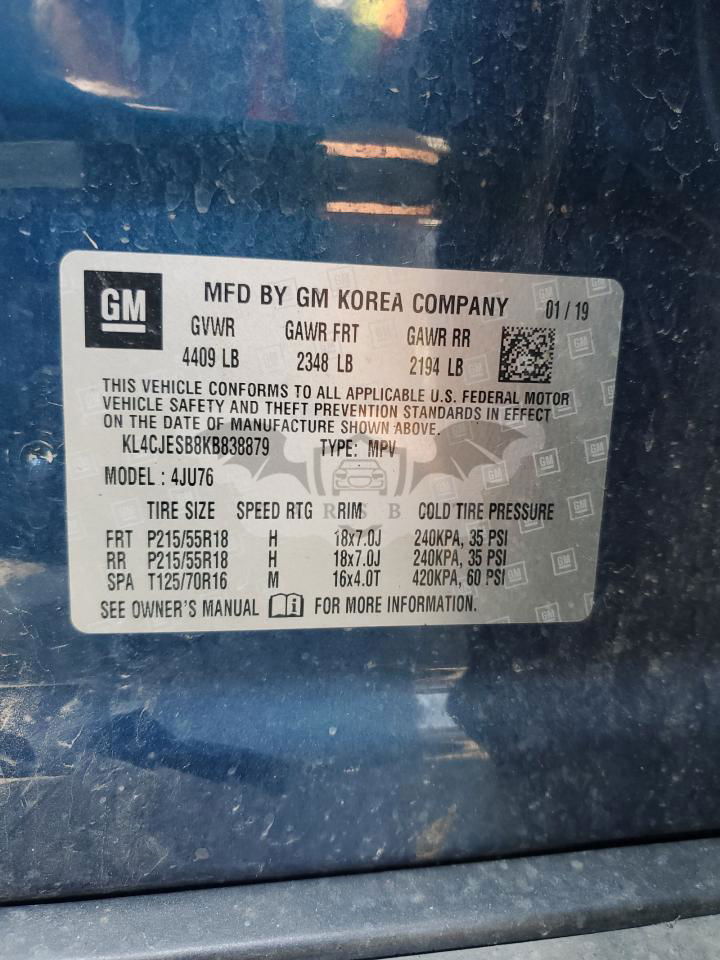 GM
MFD BY GM KOREA COMPANY 01 / 19
GVWR GAWR FRT GAWR RR
4409 LB 2348 LB 2194 LB
THIS VEHICLE CONFORMS TO ALL APPLICABLE U.S. FEDERAL MOTOR
VEHICLE SAFETY AND THEFT PREVENTION STANDARDS IN EFFECT
ON THE DATE OF MANUFACTURE SHOWN ABOVE.
KL4CJESB8KB838879 TYPE: MPV
MODEL : 4JU76
R S B
TIRE SIZE SPEED RTG RIM COLD TIRE PRESSURE
FRT P215/55R18 H 18x7.0J 240KPA, 35 PSI
RR P215/55R18 H 18x7.0J 240KPA, 35 PSI
SPA T125/70R16 M 16x4.0T 420KPA, 60 PSI
SEE OWNER'S MANUAL FOR MORE INFORMATION.